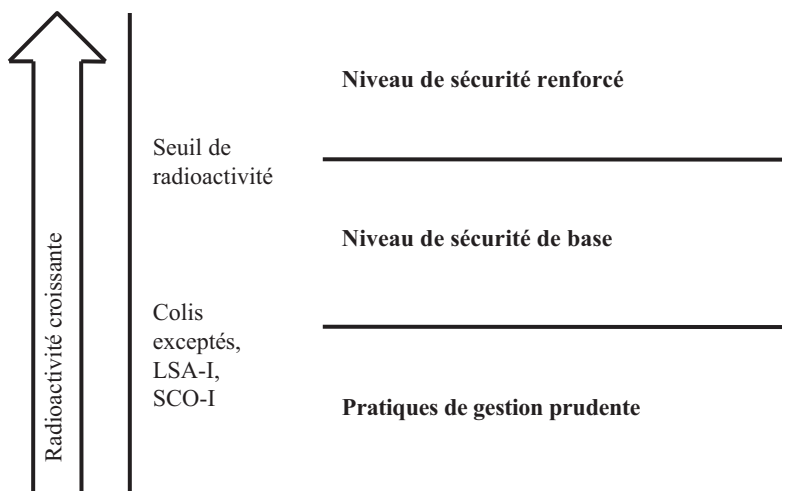 Niveau de sécurité renforcé
Seuil de
radioactivité
Niveau de sécurité de base
Radioactivité croissante
Colis
exceptés,
LSA-I,
SCO-I
Pratiques de gestion prudente